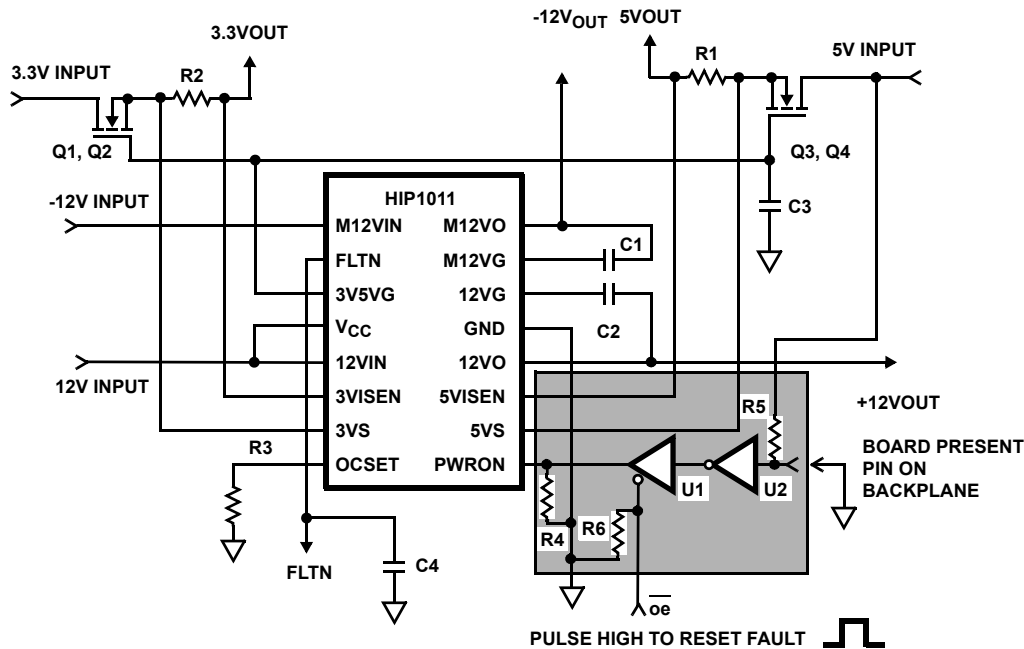 3.3VOUT
-12VOUT
5VOUT
3.3V INPUT
R2
R1
5V INPUT
Q1, Q2
Q3, Q4
-12V INPUT
HIP1011
C3
M12VIN
M12VO
C1
FLTN
M12VG
3V5VG
12VG
VCC
GND
C2
12VIN
12VO
12V INPUT
3VISEN
5VISEN
R5
+12VOUT
3VS
5VS
R3
OCSET
PWRON
U1
U2
BOARD PRESENT
PIN ON
BACKPLANE
R4
R6
FLTN
C4
oe
PULSE HIGH TO RESET FAULT